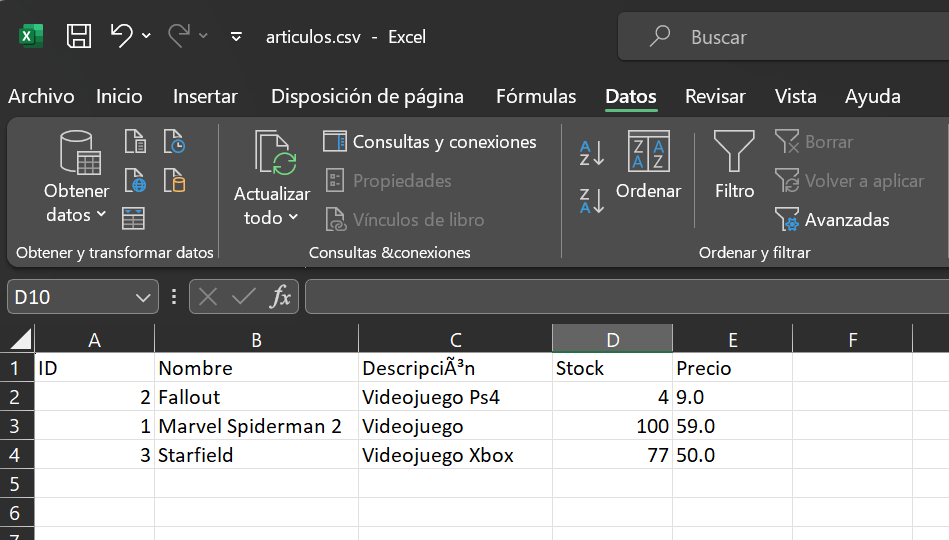 articulos.csv - Excel
Buscar
Archivo Inicio Insertar Disposición de página Fórmulas Datos Revisar Vista Ayuda
Obtener datos
Obtener y transformar datos
Actualizar todo
Consultas y conexiones
Propiedades
Vínculos de libro
Consultas &conexiones
Ordenar
Filtro
Borrar
Volver a aplicar
Avanzadas
Ordenar y filtrar
D10 fx
A B C D E F
1 ID Nombre DescripciÃ³n Stock Precio
2 2 Fallout Videojuego Ps4 4 9.0
3 1 Marvel Spiderman 2 Videojuego 100 59.0
4 3 Starfield Videojuego Xbox 77 50.0
5
6
7